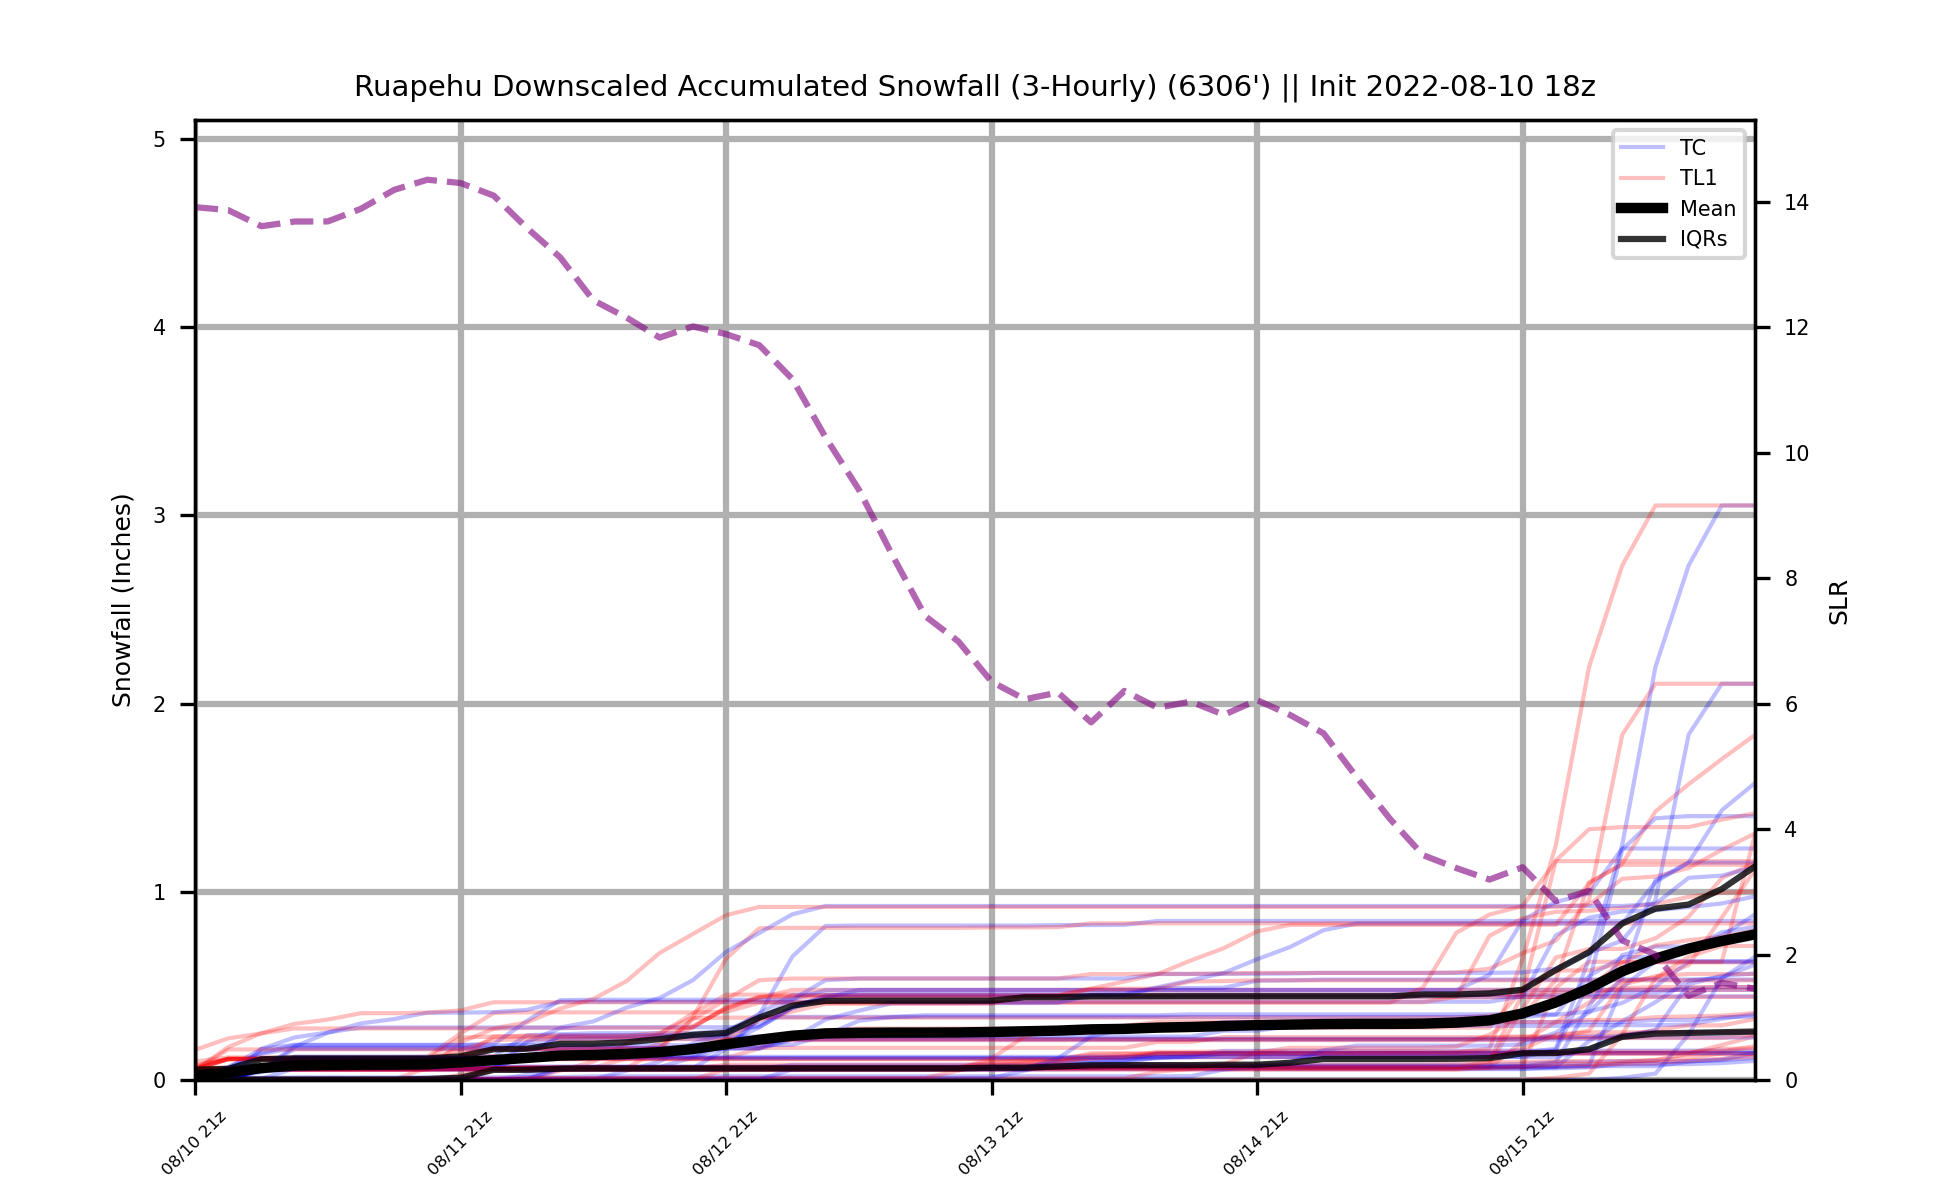 Ruapehu Downscaled Accumulated Snowfall (3-Hourly) (6306') || Init 2022-08-10 18z
TC
TL1
Mean
IQRs
Snowfall (Inches)
5
4
3
2
1
0
SLR
14
12
10
8
6
4
2
0
08/10 21z
08/11 21z
08/12 21z
08/13 21z
08/14 21z
08/15 21z